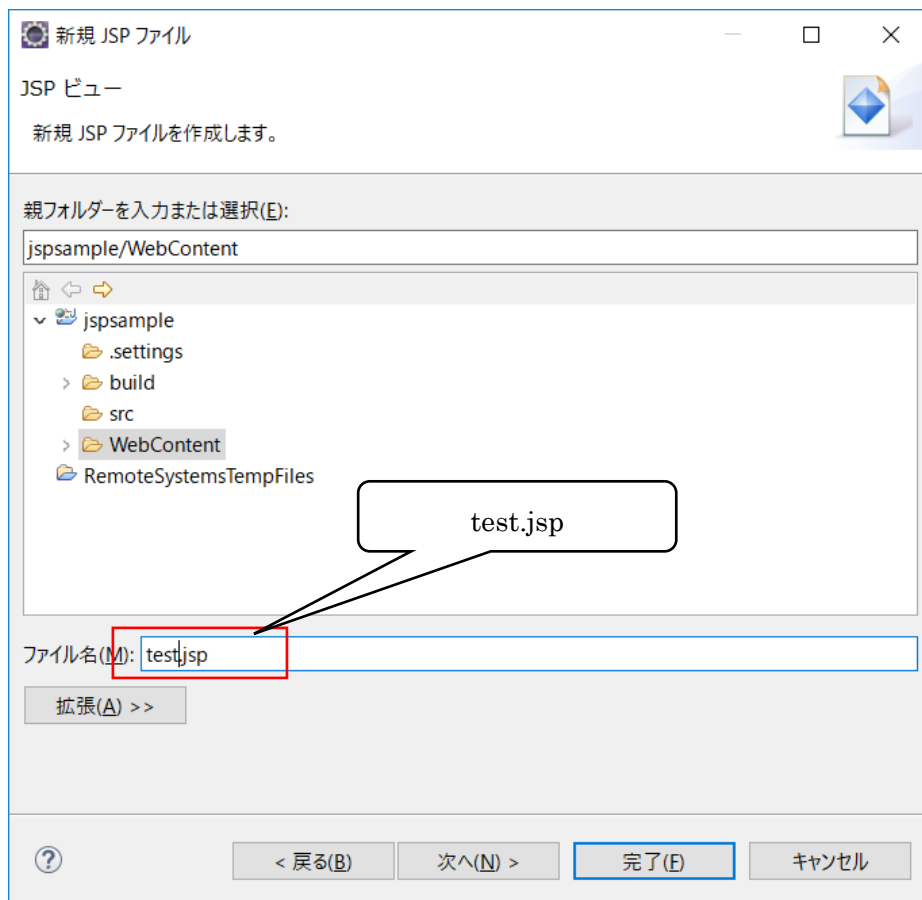 新規 JSP ファイル
JSP ビュー
新規 JSP ファイルを作成します。
親フォルダーを入力または選択(E):
jspsample/WebContent
jspsample
.settings
build
src
WebContent
RemoteSystemsTempFiles
test.jsp
ファイル名(M): test.jsp
拡張(A) >>
< 戻る(B) 次へ(N) > 完了(F) キャンセル